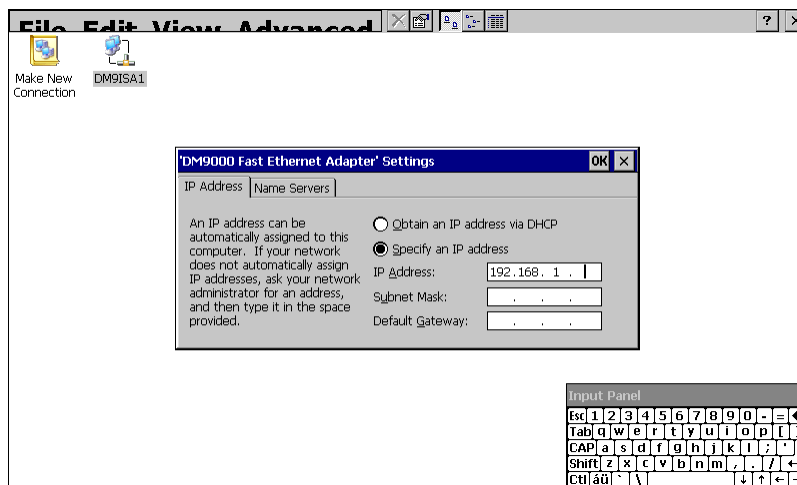 File Edit View Advanced
?
Make New
Connection
DM9ISA1
'DM9000 Fast Ethernet Adapter' Settings
OK
IP Address
Name Servers
An IP address can be
automatically assigned to this
computer. If your network
does not automatically assign
IP addresses, ask your network
administrator for an address,
and then type it in the space
provided.
Obtain an IP address via DHCP
Specify an IP address
IP Address: 192.168. 1 .
Subnet Mask: . . .
Default Gateway: . . .
Input Panel
Esc 1 2 3 4 5 6 7 8 9 0 - =
Tab q w e r t y u i o p [ ]
CAP a s d f g h j k l ; '
Shift z x c v b n m , . / ←
Ctl áü ` \ ↓ ↑ ← →